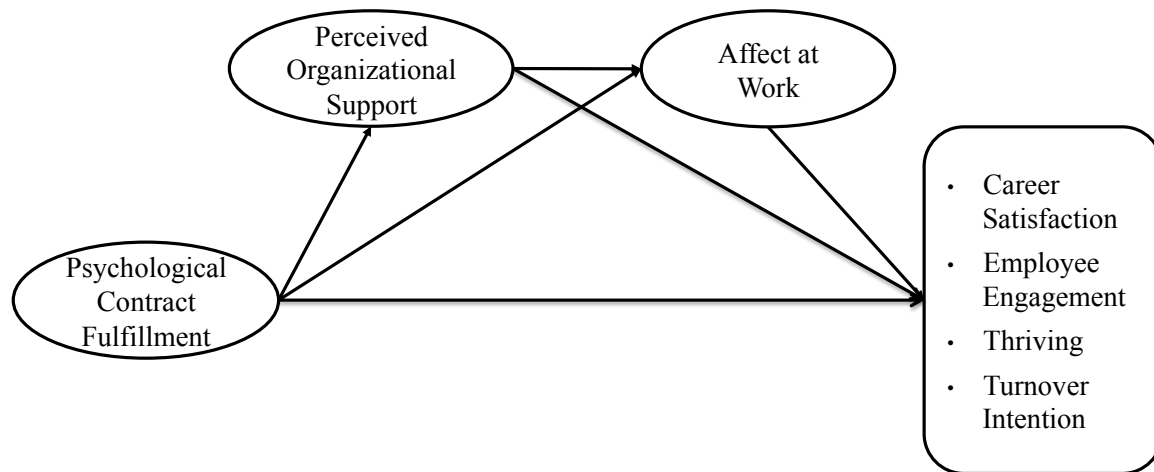 Perceived
Organizational
Support
Affect at
Work
Psychological
Contract
Fulfillment
• Career
Satisfaction
• Employee
Engagement
• Thriving
• Turnover
Intention